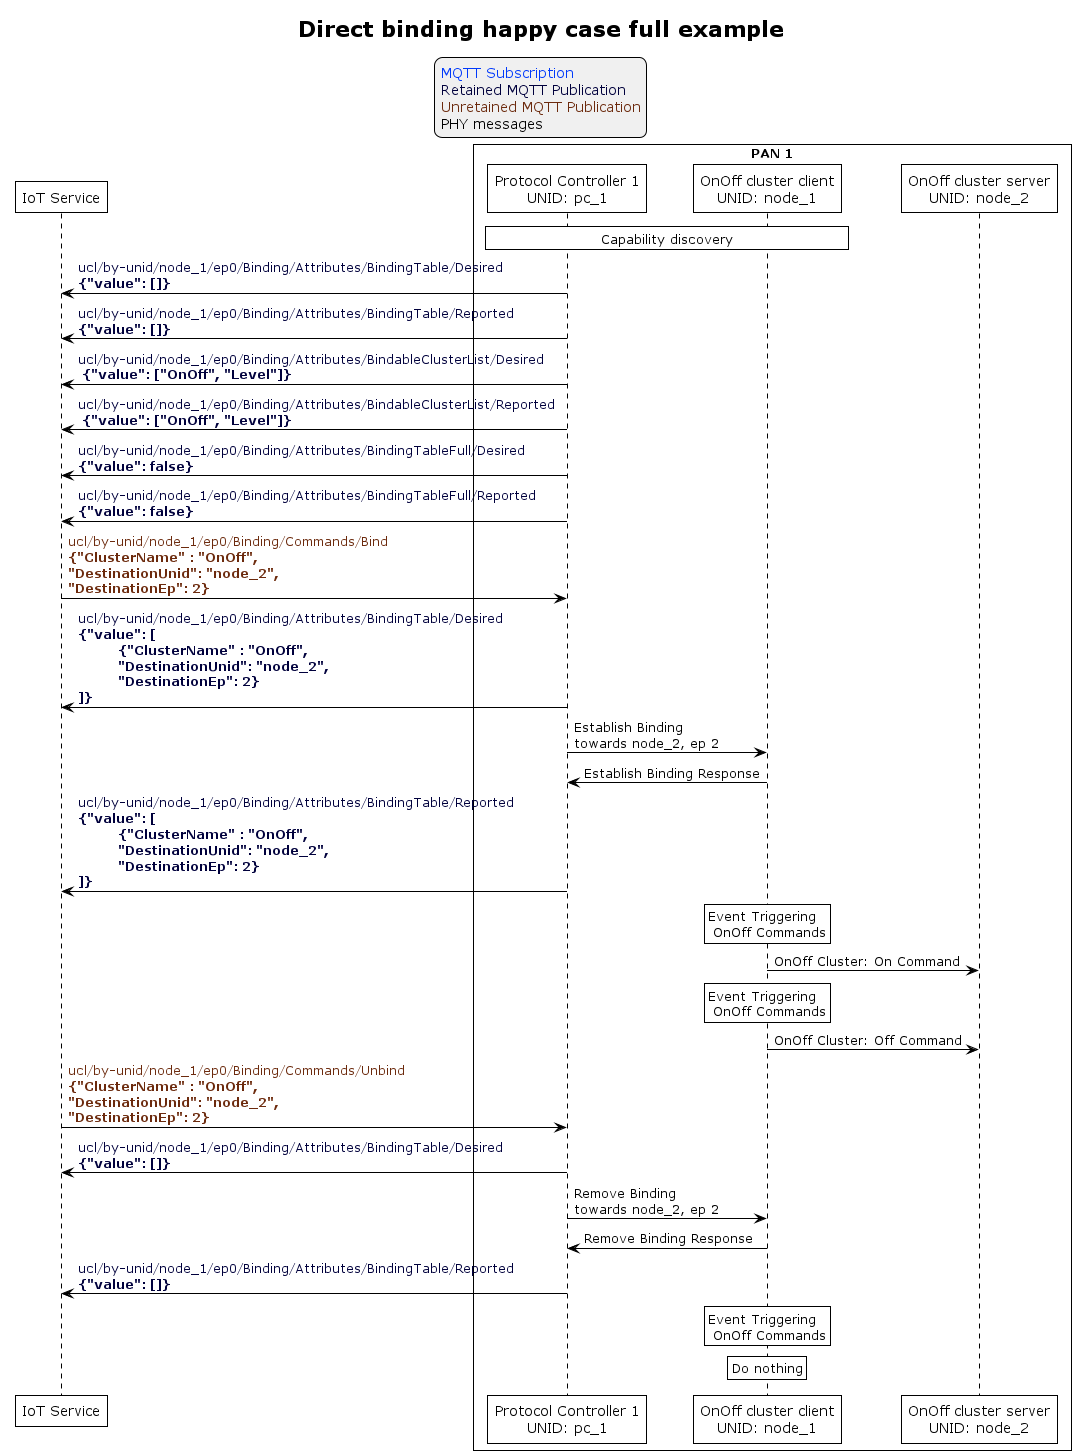 Direct binding happy case full example
MQTT Subscription
Retained MQTT Publication
Unretained MQTT Publication
PHY messages
PAN 1
IoT Service
Protocol Controller 1
UNID: pc_1
OnOff cluster client
UNID: node_1
OnOff cluster server
UNID: node_2
Capability discovery
ucl/by-unid/node_1/ep0/Binding/Attributes/BindingTable/Desired
{"value": []}
ucl/by-unid/node_1/ep0/Binding/Attributes/BindingTable/Reported
{"value": []}
ucl/by-unid/node_1/ep0/Binding/Attributes/BindableClusterList/Desired
{"value": ["OnOff", "Level"]}
ucl/by-unid/node_1/ep0/Binding/Attributes/BindableClusterList/Reported
{"value": ["OnOff", "Level"]}
ucl/by-unid/node_1/ep0/Binding/Attributes/BindingTableFull/Desired
{"value": false}
ucl/by-unid/node_1/ep0/Binding/Attributes/BindingTableFull/Reported
{"value": false}
ucl/by-unid/node_1/ep0/Binding/Commands/Bind
{"ClusterName" : "OnOff",
"DestinationUnid": "node_2",
"DestinationEp": 2}
ucl/by-unid/node_1/ep0/Binding/Attributes/BindingTable/Desired
{"value": [
{"ClusterName" : "OnOff",
"DestinationUnid": "node_2",
"DestinationEp": 2}
]}
Establish Binding
towards node_2, ep 2
Establish Binding Response
ucl/by-unid/node_1/ep0/Binding/Attributes/BindingTable/Reported
{"value": [
{"ClusterName" : "OnOff",
"DestinationUnid": "node_2",
"DestinationEp": 2}
]}
Event Triggering
OnOff Commands
OnOff Cluster: On Command
Event Triggering
OnOff Commands
OnOff Cluster: Off Command
ucl/by-unid/node_1/ep0/Binding/Commands/Unbind
{"ClusterName" : "OnOff",
"DestinationUnid": "node_2",
"DestinationEp": 2}
ucl/by-unid/node_1/ep0/Binding/Attributes/BindingTable/Desired
{"value": []}
Remove Binding
towards node_2, ep 2
Remove Binding Response
ucl/by-unid/node_1/ep0/Binding/Attributes/BindingTable/Reported
{"value": []}
Event Triggering
OnOff Commands
Do nothing
IoT Service
Protocol Controller 1
UNID: pc_1
OnOff cluster client
UNID: node_1
OnOff cluster server
UNID: node_2